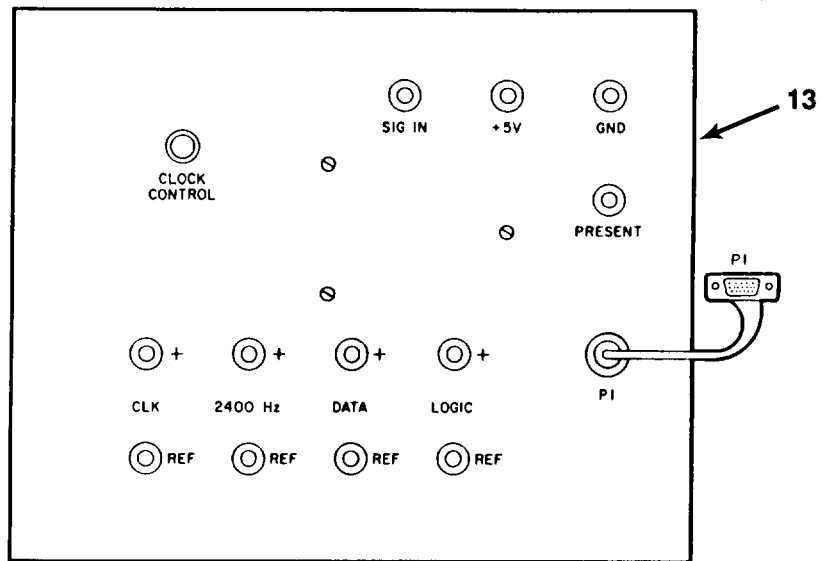 13
SIG IN +5V GND
CLOCK
CONTROL
PRESENT
P1
+ + + +
P1
CLK 2400 Hz DATA LOGIC
REF REF REF REF